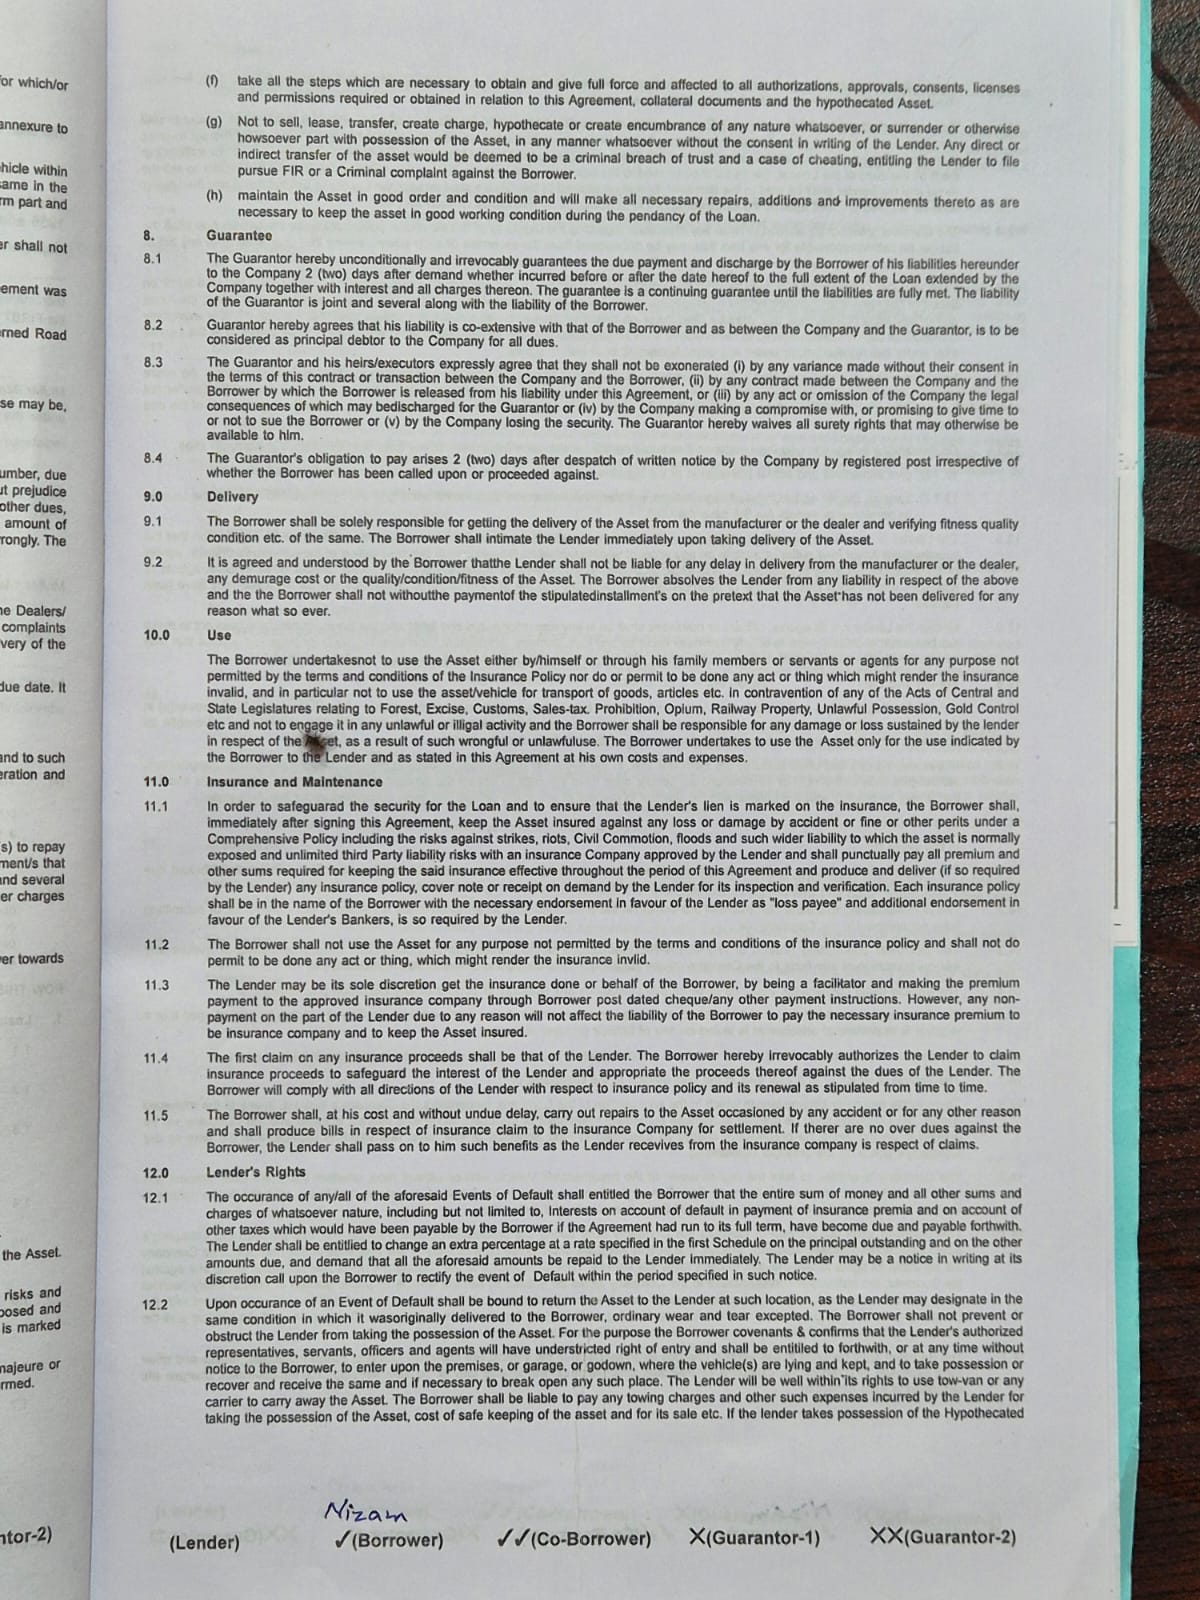 for which/or
annexure to
hicle within
same in the
rm part and
er shall not
ement was
erned Road
se may be,
umber, due
ut prejudice
other dues,
amount of
rongly. The
ne Dealers/
complaints
very of the
due date. It
and to such
eration and
s) to repay
ment/s that
and several
er charges
er towards
the Asset.
risks and
posed and
is marked
majeure or
rmed.
ntor-2)
(f) take all the steps which are necessary to obtain and give full force and affected to all authorizations, approvals, consents, licenses
and permissions required or obtained in relation to this Agreement, collateral documents and the hypothecated Asset.
(g) Not to sell, lease, transfer, create charge, hypothecate or create encumbrance of any nature whatsoever, or surrender or otherwise
howsoever part with possession of the Asset, in any manner whatsoever without the consent in writing of the Lender. Any direct or
indirect transfer of the asset would be deemed to be a criminal breach of trust and a case of cheating, entitling the Lender to file
pursue FIR or a Criminal complaint against the Borrower.
(h) maintain the Asset in good order and condition and will make all necessary repairs, additions and improvements thereto as are
necessary to keep the asset in good working condition during the pendancy of the Loan.
8. Guarantee
8.1 The Guarantor hereby unconditionally and irrevocably guarantees the due payment and discharge by the Borrower of his liabilities hereunder
to the Company 2 (two) days after demand whether incurred before or after the date hereof to the full extent of the Loan extended by the
Company together with interest and all charges thereon. The guarantee is a continuing guarantee until the liabilities are fully met. The liability
of the Guarantor is joint and several along with the liability of the Borrower.
8.2 Guarantor hereby agrees that his liability is co-extensive with that of the Borrower and as between the Company and the Guarantor, is to be
considered as principal debtor to the Company for all dues.
8.3 The Guarantor and his heirs/executors expressly agree that they shall not be exonerated (i) by any variance made without their consent in
the terms of this contract or transaction between the Company and the Borrower, (ii) by any contract made between the Company and the
Borrower by which the Borrower is released from his liability under this Agreement, or (iii) by any act or omission of the Company the legal
consequences of which may bedischarged for the Guarantor or (iv) by the Company making a compromise with, or promising to give time to
or not to sue the Borrower or (v) by the Company losing the security. The Guarantor hereby waives all surety rights that may otherwise be
available to him.
8.4 The Guarantor's obligation to pay arises 2 (two) days after despatch of written notice by the Company by registered post irrespective of
whether the Borrower has been called upon or proceeded against.
9.0 Delivery
9.1 The Borrower shall be solely responsible for getting the delivery of the Asset from the manufacturer or the dealer and verifying fitness quality
condition etc. of the same. The Borrower shall intimate the Lender immediately upon taking delivery of the Asset.
9.2 It is agreed and understood by the Borrower thatthe Lender shall not be liable for any delay in delivery from the manufacturer or the dealer,
any demurage cost or the quality/condition/fitness of the Asset. The Borrower absolves the Lender from any liability in respect of the above
and the the Borrower shall not withoutthe paymentof the stipulatedinstallment's on the pretext that the Asset has not been delivered for any
reason what so ever.
10.0 Use
The Borrower undertakesnot to use the Asset either by/himself or through his family members or servants or agents for any purpose not
permitted by the terms and conditions of the Insurance Policy nor do or permit to be done any act or thing which might render the insurance
invalid, and in particular not to use the asset/vehicle for transport of goods, articles etc. in contravention of any of the Acts of Central and
State Legislatures relating to Forest, Excise, Customs, Sales-tax. Prohibition, Opium, Railway Property, Unlawful Possession, Gold Control
etc and not to engage it in any unlawful or illigal activity and the Borrower shall be responsible for any damage or loss sustained by the lender
in respect of the Asset, as a result of such wrongful or unlawfuluse. The Borrower undertakes to use the Asset only for the use indicated by
the Borrower to the Lender and as stated in this Agreement at his own costs and expenses.
11.0 Insurance and Maintenance
11.1 In order to safeguarad the security for the Loan and to ensure that the Lender's lien is marked on the insurance, the Borrower shall,
immediately after signing this Agreement, keep the Asset insured against any loss or damage by accident or fine or other perits under a
Comprehensive Policy including the risks against strikes, riots, Civil Commotion, floods and such wider liability to which the asset is normally
exposed and unlimited third Party liability risks with an insurance Company approved by the Lender and shall punctually pay all premium and
other sums required for keeping the said insurance effective throughout the period of this Agreement and produce and deliver (if so required
by the Lender) any insurance policy, cover note or receipt on demand by the Lender for its inspection and verification. Each insurance policy
shall be in the name of the Borrower with the necessary endorsement in favour of the Lender as "loss payee" and additional endorsement in
favour of the Lender's Bankers, is so required by the Lender.
11.2 The Borrower shall not use the Asset for any purpose not permitted by the terms and conditions of the insurance policy and shall not do
permit to be done any act or thing, which might render the insurance invlid.
11.3 The Lender may be its sole discretion get the insurance done or behalf of the Borrower, by being a facilitator and making the premium
payment to the approved insurance company through Borrower post dated cheque/any other payment instructions. However, any non-
payment on the part of the Lender due to any reason will not affect the liability of the Borrower to pay the necessary insurance premium to
be insurance company and to keep the Asset insured.
11.4 The first claim on any insurance proceeds shall be that of the Lender. The Borrower hereby irrevocably authorizes the Lender to claim
insurance proceeds to safeguard the interest of the Lender and appropriate the proceeds thereof against the dues of the Lender. The
Borrower will comply with all directions of the Lender with respect to insurance policy and its renewal as stipulated from time to time.
11.5 The Borrower shall, at his cost and without undue delay, carry out repairs to the Asset occasioned by any accident or for any other reason
and shall produce bills in respect of insurance claim to the Insurance Company for settlement. If therer are no over dues against the
Borrower, the Lender shall pass on to him such benefits as the Lender recevives from the insurance company is respect of claims.
12.0 Lender's Rights
12.1 The occurance of any/all of the aforesaid Events of Default shall entitled the Borrower that the entire sum of money and all other sums and
charges of whatsoever nature, including but not limited to, Interests on account of default in payment of insurance premia and on account of
other taxes which would have been payable by the Borrower if the Agreement had run to its full term, have become due and payable forthwith.
The Lender shall be entitlied to change an extra percentage at a rate specified in the first Schedule on the principal outstanding and on the other
amounts due, and demand that all the aforesaid amounts be repaid to the Lender immediately. The Lender may be a notice in writing at its
discretion call upon the Borrower to rectify the event of Default within the period specified in such notice.
12.2 Upon occurance of an Event of Default shall be bound to return the Asset to the Lender at such location, as the Lender may designate in the
same condition in which it wasoriginally delivered to the Borrower, ordinary wear and tear excepted. The Borrower shall not prevent or
obstruct the Lender from taking the possession of the Asset. For the purpose the Borrower covenants & confirms that the Lender's authorized
representatives, servants, officers and agents will have understricted right of entry and shall be entitiled to forthwith, or at any time without
notice to the Borrower, to enter upon the premises, or garage, or godown, where the vehicle(s) are lying and kept, and to take possession or
recover and receive the same and if necessary to break open any such place. The Lender will be well within its rights to use tow-van or any
carrier to carry away the Asset. The Borrower shall be liable to pay any towing charges and other such expenses incurred by the Lender for
taking the possession of the Asset, cost of safe keeping of the asset and for its sale etc. If the lender takes possession of the Hypothecated
Nizam
(Lender) ✓(Borrower) ✓✓(Co-Borrower) X(Guarantor-1) XX(Guarantor-2)